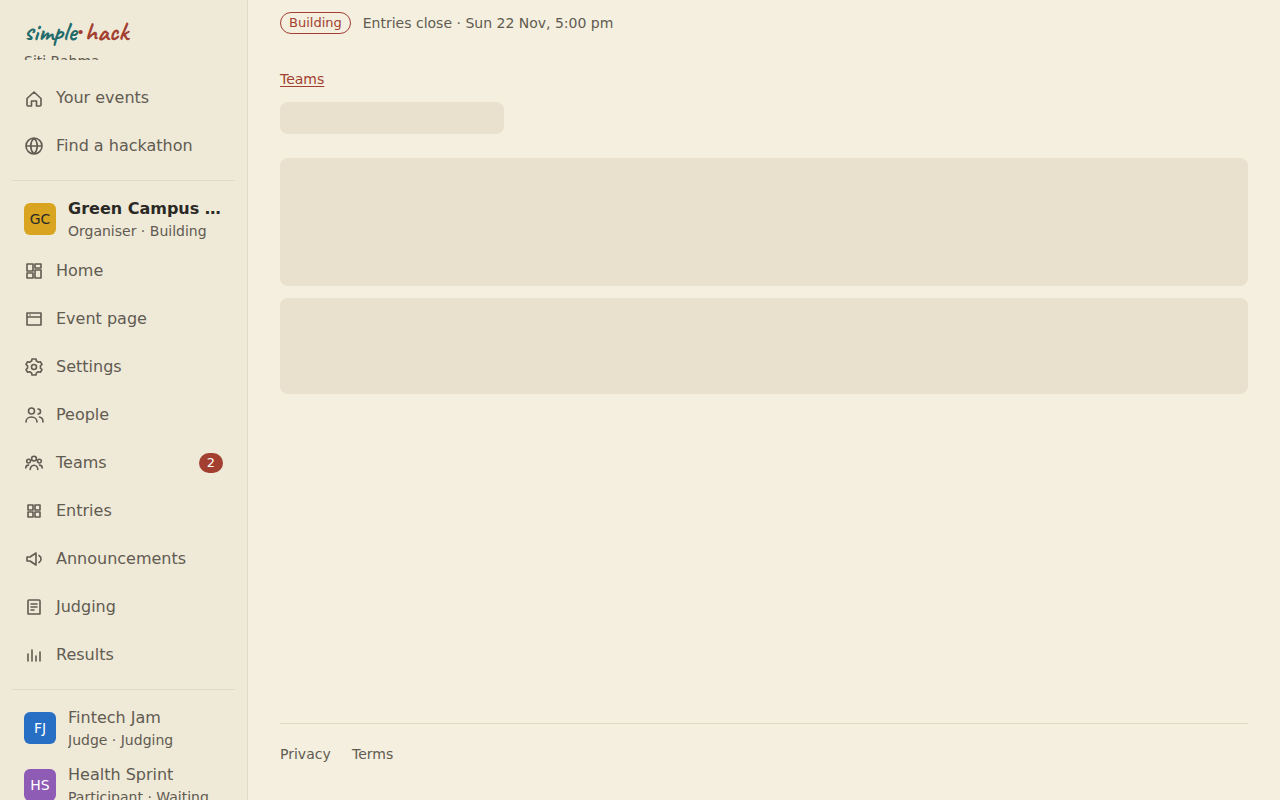 simple·hack
Siti Rahma
Your events
Find a hackathon
GC
Green Campus ...
Organiser · Building
Home
Event page
Settings
People
Teams
2
Entries
Announcements
Judging
Results
FJ
Fintech Jam
Judge · Judging
HS
Health Sprint
Participant · Waiting
Building
Entries close · Sun 22 Nov, 5:00 pm
Teams
Privacy
Terms